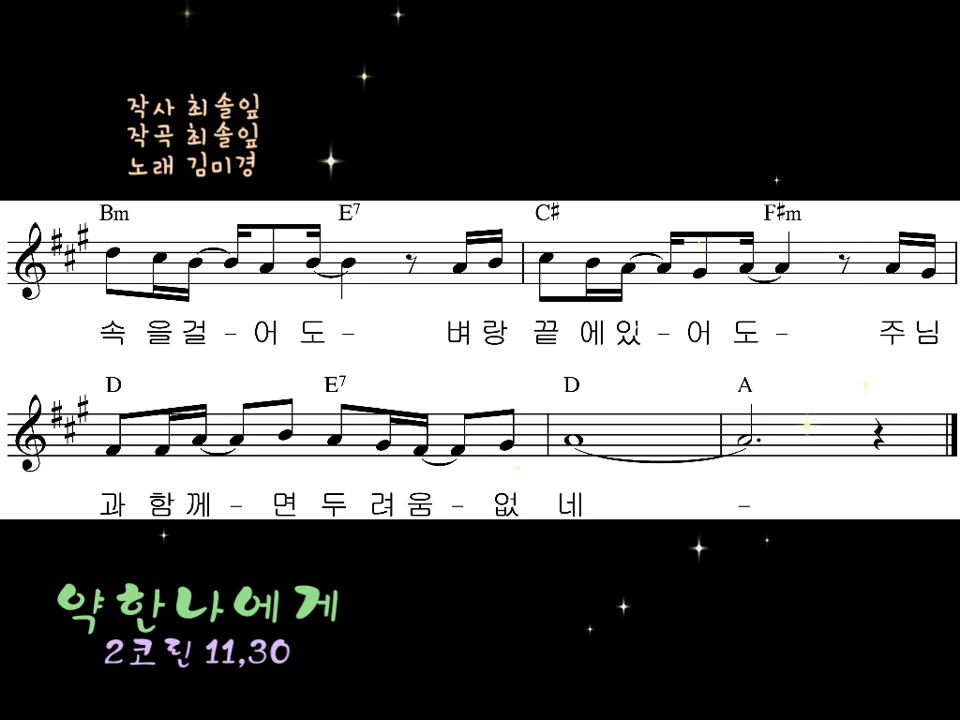 작사 최솔잎
작곡 최솔잎
노래 김미경
Bm E7 C# F#m
속 을걸 - 어 도 - 벼 랑 끝 에있 - 어 도 - 주 님
D E7 D A
과 함 께 - 면 두 려 움 - 없 네 -
약한나에게
2코린 11,30